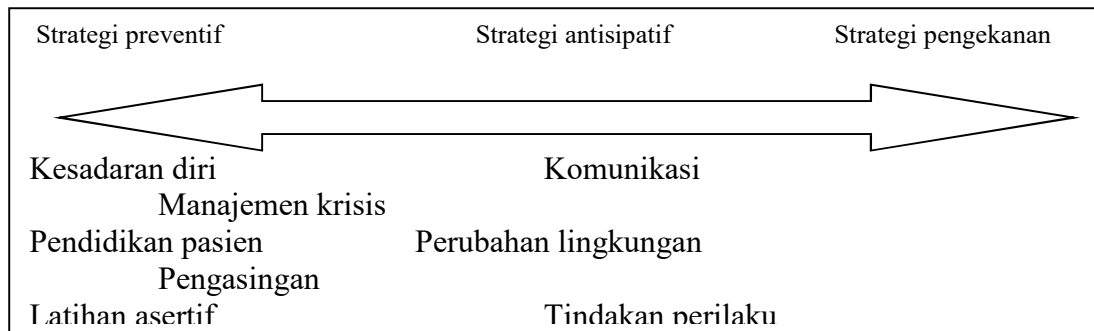 Strategi preventif Strategi antisipatif Strategi pengekanan
Kesadaran diri Komunikasi
Manajemen krisis
Pendidikan pasien Perubahan lingkungan
Pengasingan
Latihan asertif Tindakan perilaku